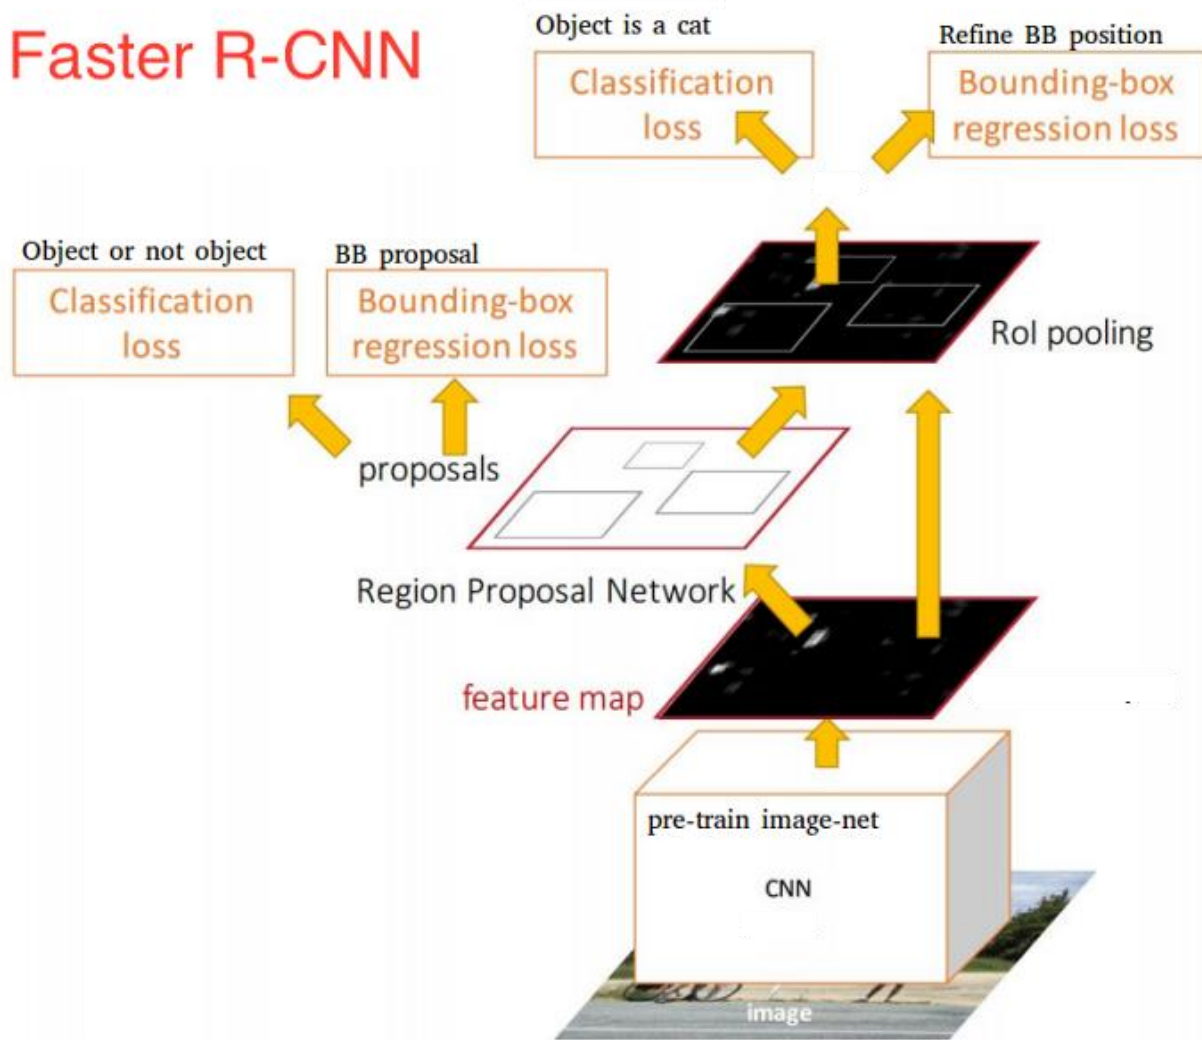 Faster R-CNN
Object is a cat
Classification
loss
Refine BB position
Bounding-box
regression loss
Object or not object
Classification
loss
BB proposal
Bounding-box
regression loss
RoI pooling
proposals
Region Proposal Network
feature map
pre-train image-net
CNN
image